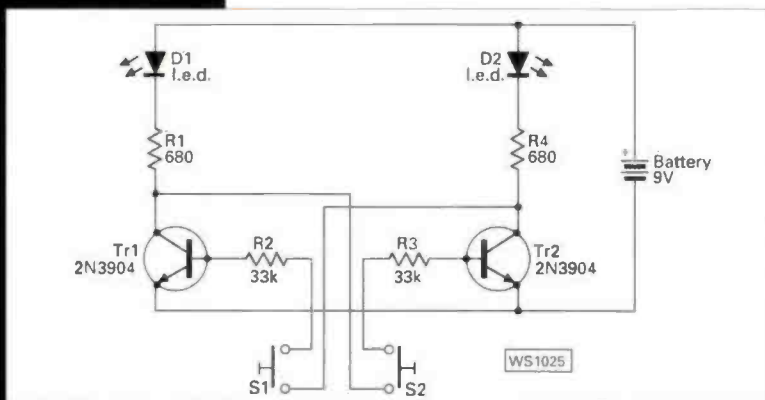 D1
l.e.d.
D2
l.e.d.
R1
680
R4
680
+
Battery
9V
Tr1
2N3904
R2
33k
R3
33k
Tr2
2N3904
S1
S2
WS1025